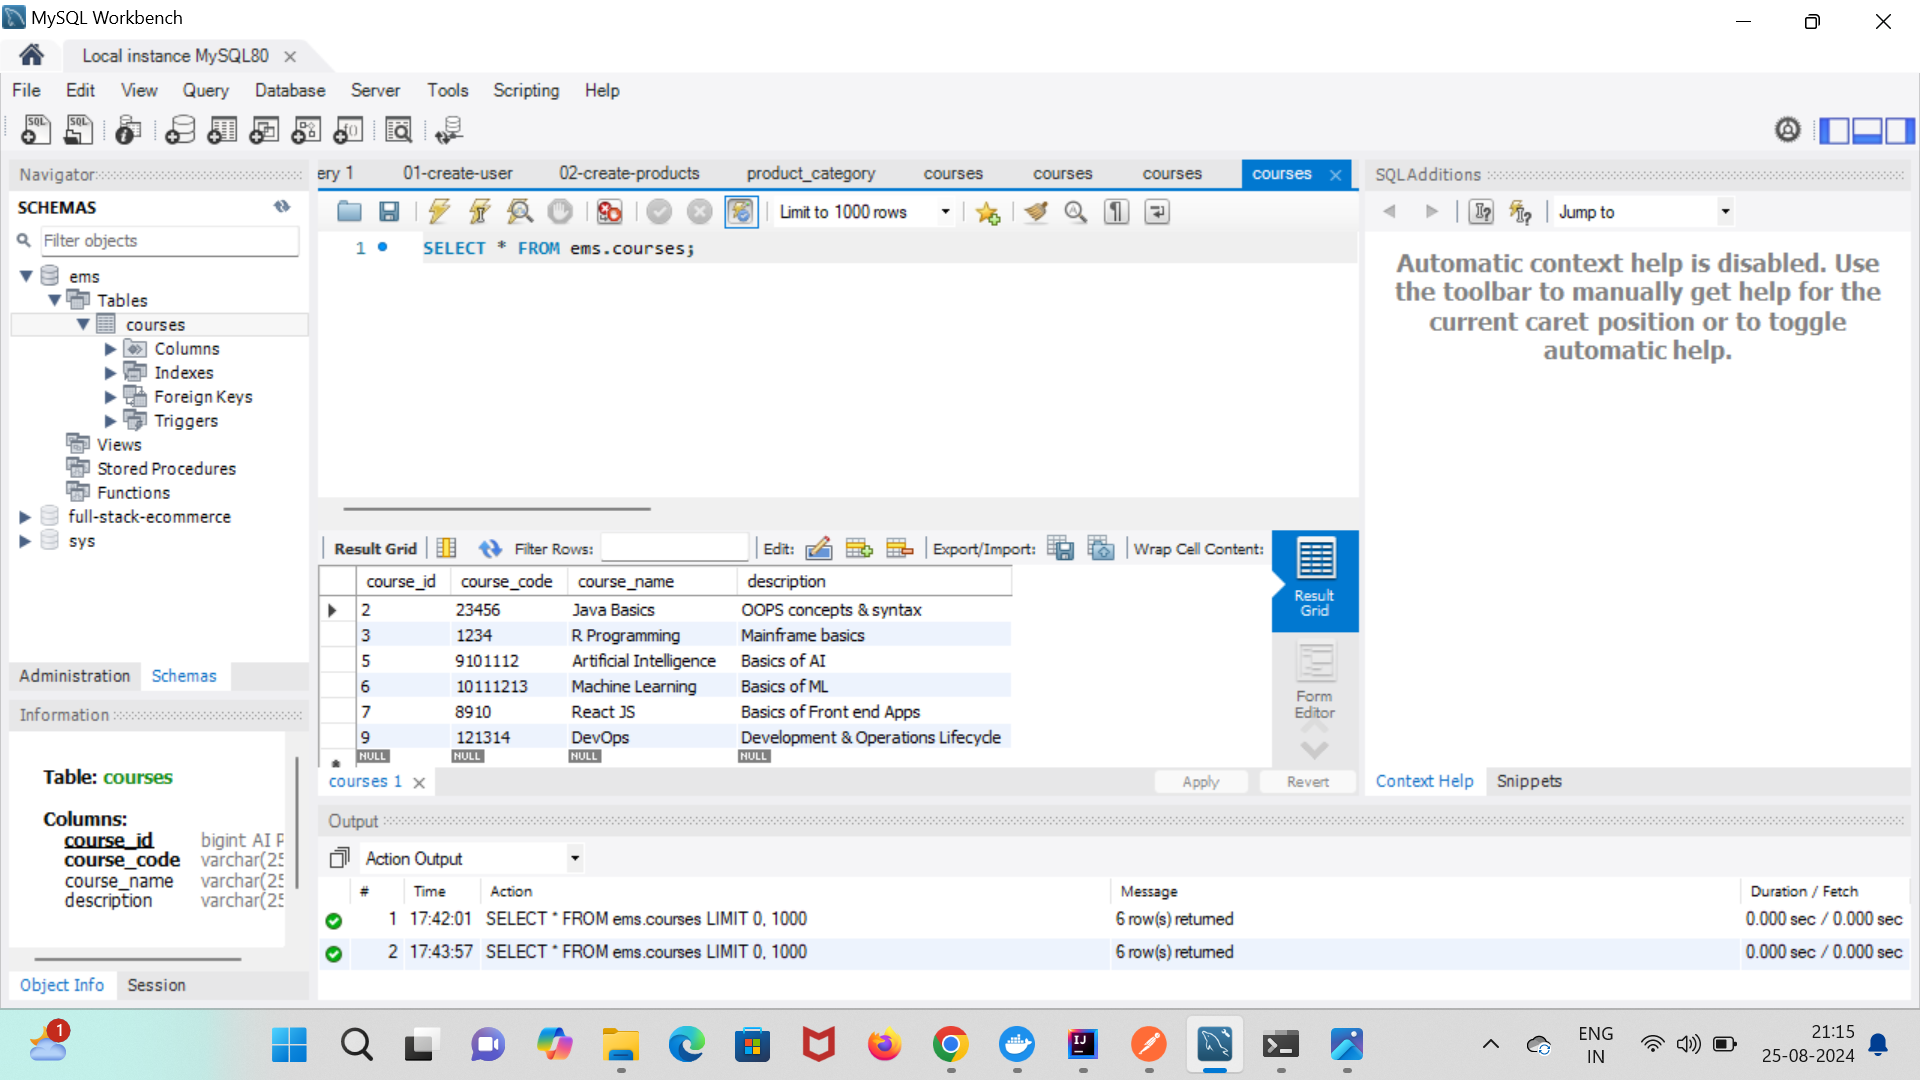 MySQL Workbench
Local instance MySQL80
File Edit View Query Database Server Tools Scripting Help
Navigator
SCHEMAS
Filter objects
ems
Tables
courses
Columns
Indexes
Foreign Keys
Triggers
Views
Stored Procedures
Functions
full-stack-ecommerce
sys
Administration Schemas
Information
Table: courses
Columns:
course_id bigint AI P
course_code varchar(25
course_name varchar(25
description varchar(25
Object Info Session
ery 1 01-create-user 02-create-products product_category courses courses courses courses
Limit to 1000 rows
1 SELECT * FROM ems.courses;
Result Grid Filter Rows: Edit: Export/Import: Wrap Cell Content:
course_id course_code course_name description
2 23456 Java Basics OOPS concepts & syntax
3 1234 R Programming Mainframe basics
5 9101112 Artificial Intelligence Basics of AI
6 10111213 Machine Learning Basics of ML
7 8910 React JS Basics of Front end Apps
9 121314 DevOps Development & Operations Lifecycle
NULL NULL NULL NULL
Result
Grid
Form
Editor
courses 1 Apply Revert
SQLAdditions
Jump to
Automatic context help is disabled. Use
the toolbar to manually get help for the
current caret position or to toggle
automatic help.
Context Help Snippets
Output
Action Output
# Time Action Message Duration / Fetch
1 17:42:01 SELECT * FROM ems.courses LIMIT 0, 1000 6 row(s) returned 0.000 sec / 0.000 sec
2 17:43:57 SELECT * FROM ems.courses LIMIT 0, 1000 6 row(s) returned 0.000 sec / 0.000 sec
1
IJ
ENG
IN
21:15
25-08-2024